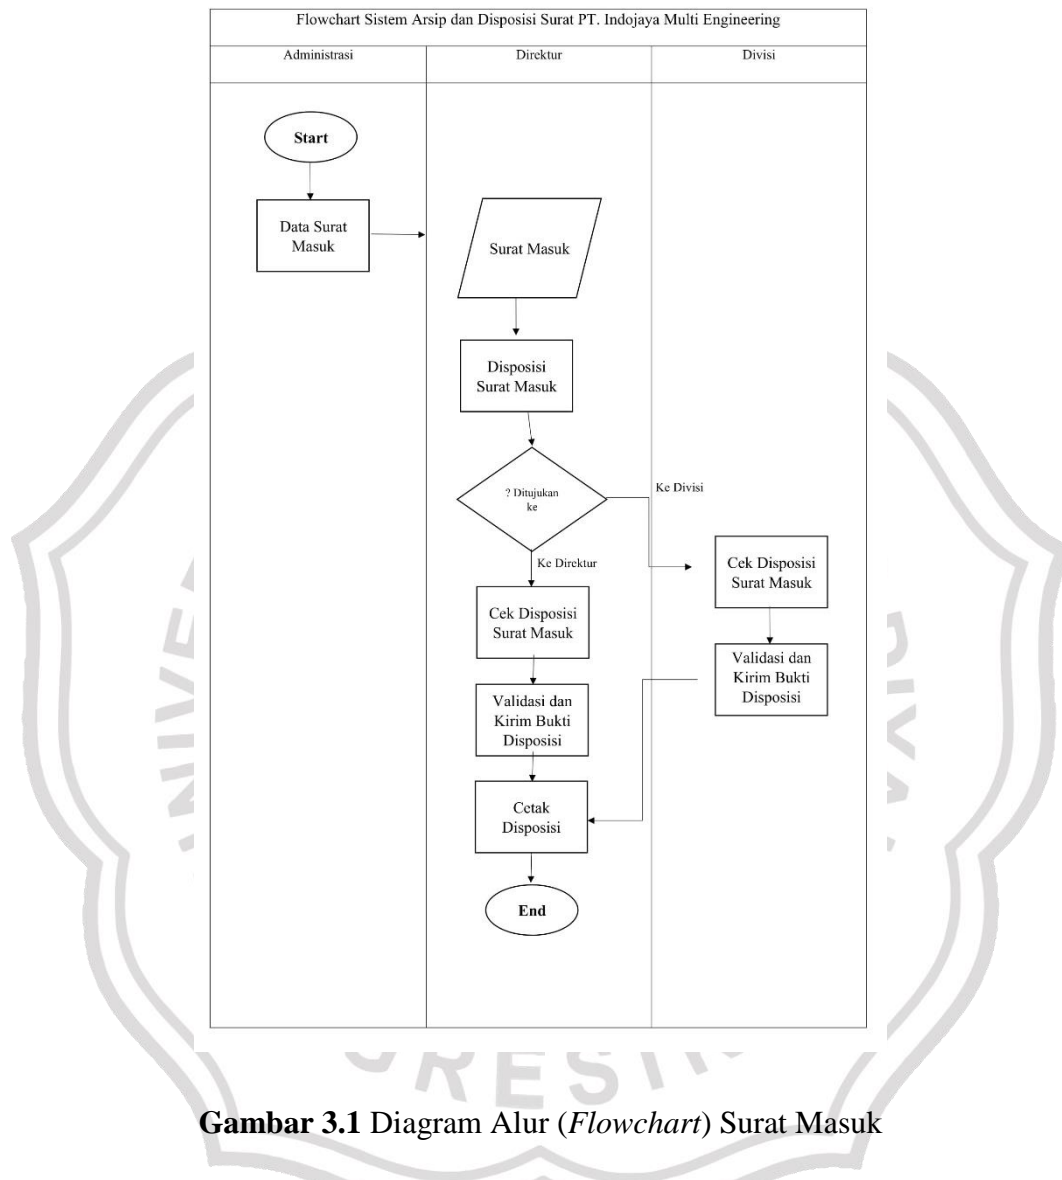 Flowchart Sistem Arsip dan Disposisi Surat PT. Indojaya Multi Engineering
Administrasi
Direktur
Divisi
Start
Data Surat
Masuk
Surat Masuk
Disposisi
Surat Masuk
? Ditujukan
ke
Ke Divisi
Ke Direktur
Cek Disposisi
Surat Masuk
Cek Disposisi
Surat Masuk
Validasi dan
Kirim Bukti
Disposisi
Validasi dan
Kirim Bukti
Disposisi
Cetak
Disposisi
End
Gambar 3.1 Diagram Alur (Flowchart) Surat Masuk